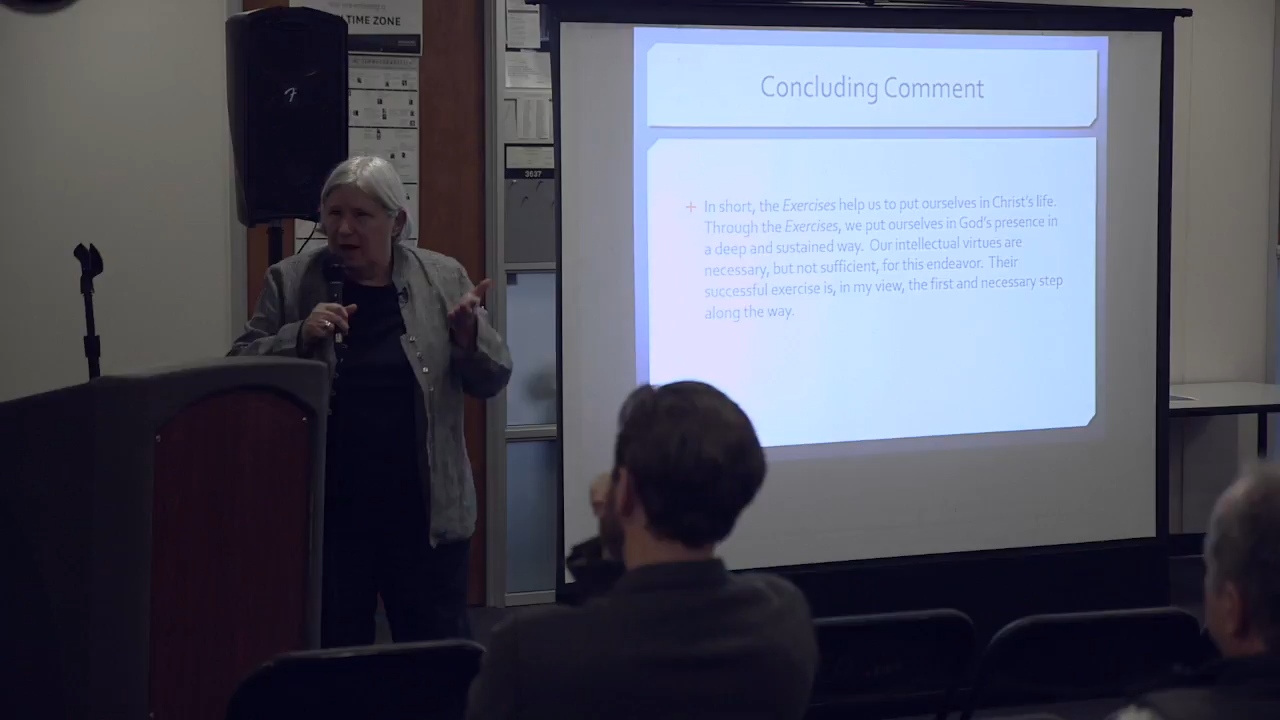 TIME ZONE
3637
Concluding Comment
In short, the Exercises help us to put ourselves in Christ's life.
Through the Exercises, we put ourselves in God's presence in
a deep and sustained way. Our intellectual virtues are
necessary, but not sufficient, for this endeavor. Their
successful exercise is, in my view, the first and necessary step
along the way.